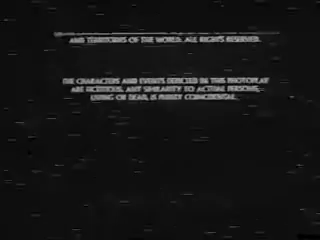 AND TERRITORIES OF THE WORLD. ALL RIGHTS RESERVED.
THE CHARACTERS AND EVENTS DEPICTED IN THIS PHOTOPLAY
ARE FICTITIOUS. ANY SIMILARITY TO ACTUAL PERSONS,
LIVING OR DEAD, IS PURELY COINCIDENTAL.